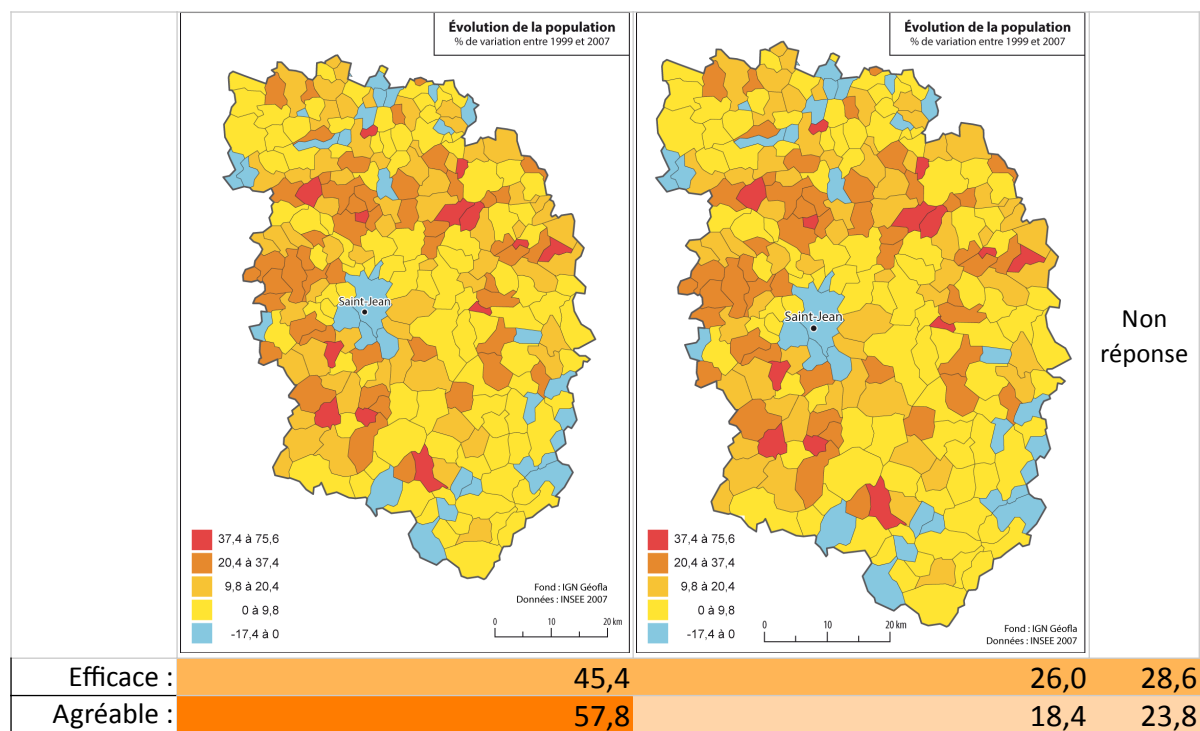 Évolution de la population
% de variation entre 1999 et 2007
Saint-Jean
37,4 à 75,6
20,4 à 37,4
9,8 à 20,4
0 à 9,8
-17,4 à 0
Fond : IGN Géofla
Données : INSEE 2007
0 10 20 km
Évolution de la population
% de variation entre 1999 et 2007
Saint-Jean
37,4 à 75,6
20,4 à 37,4
9,8 à 20,4
0 à 9,8
-17,4 à 0
0 10 20 km
Fond : IGN Géofla
Données : INSEE 2007
Non
réponse
Efficace : 45,4 26,0 28,6
Agréable : 57,8 18,4 23,8